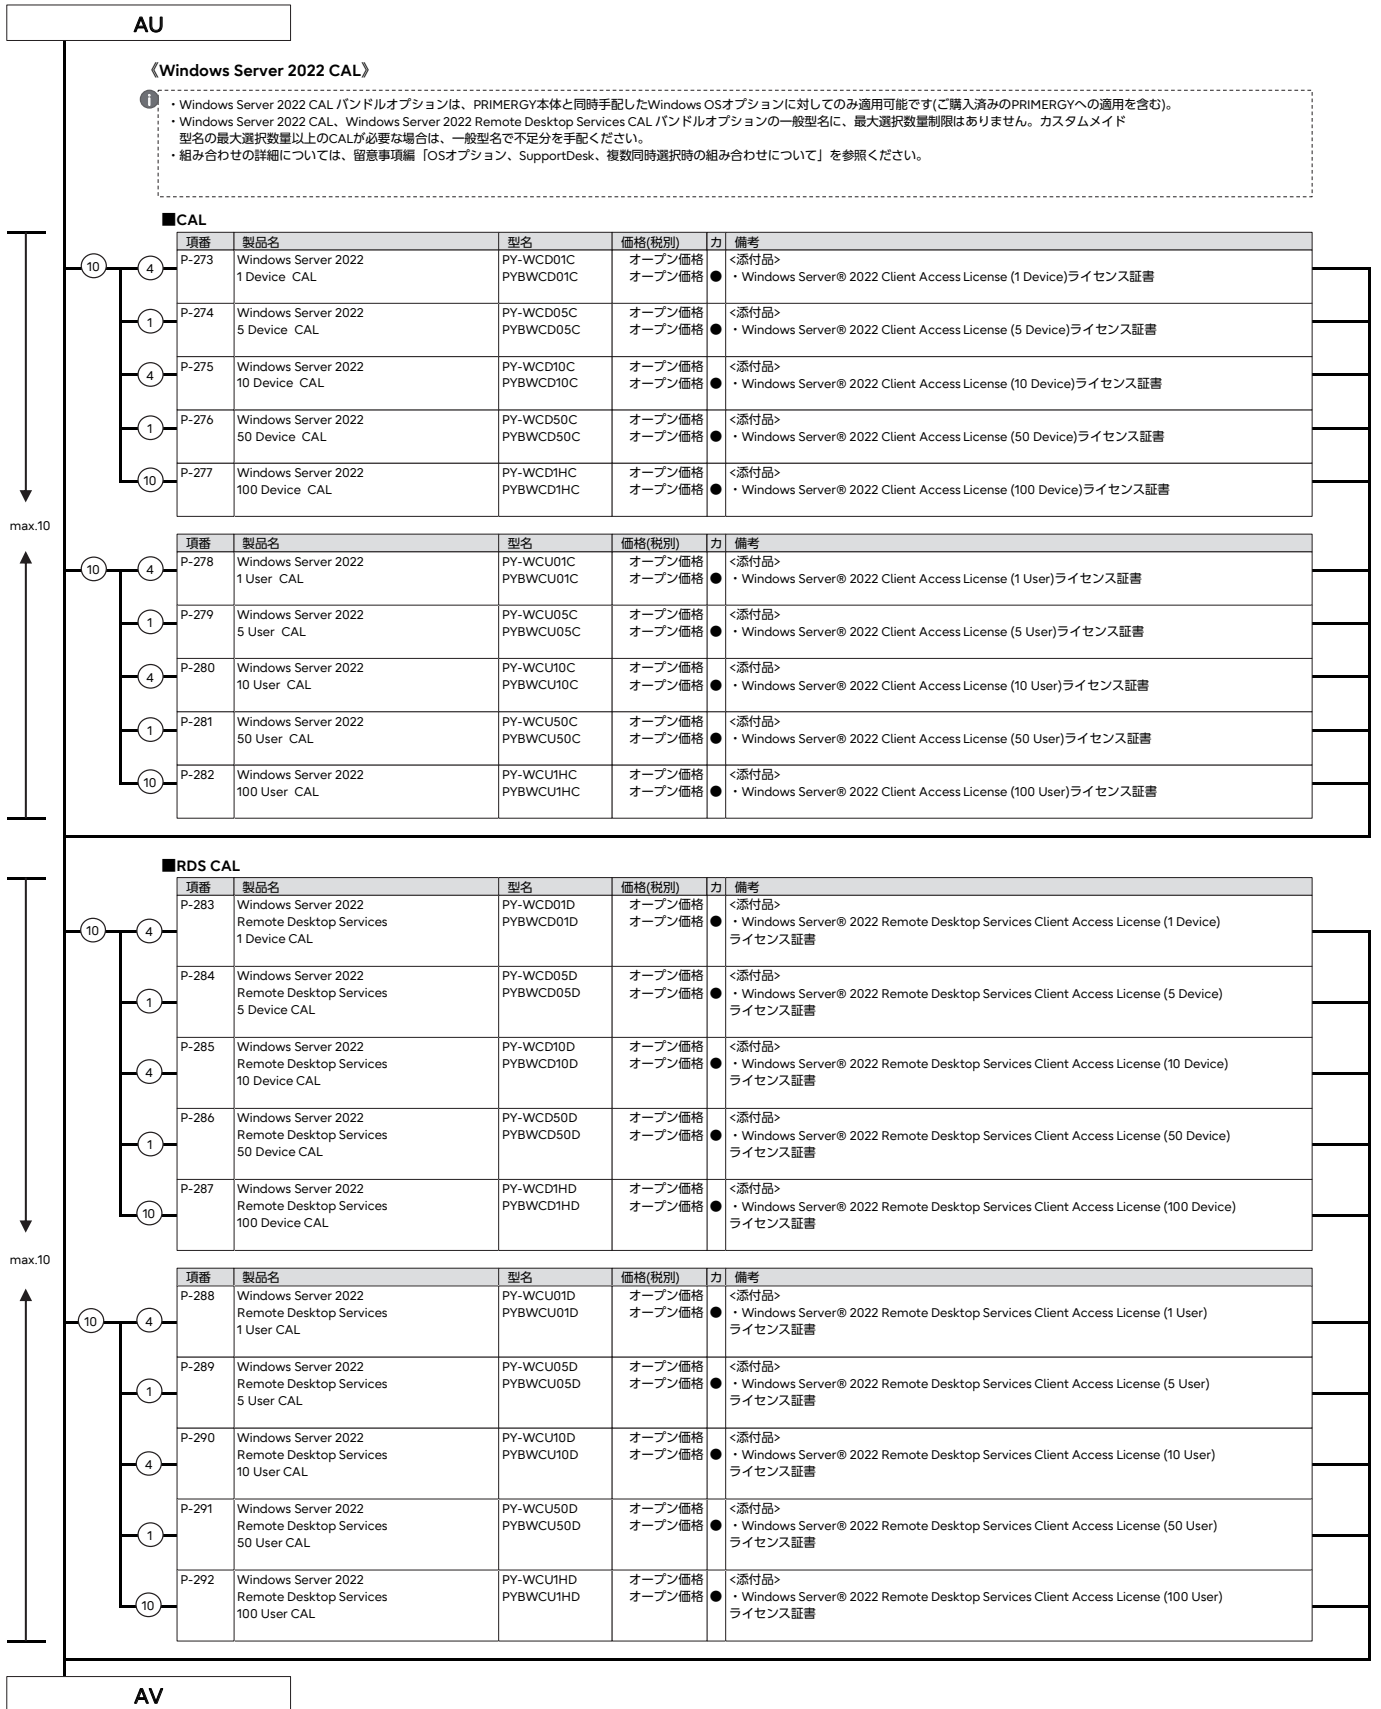 AU
《Windows Server 2022 CAL》
・Windows Server 2022 CAL バンドルオプションは、PRIMERGY本体と同時手配したWindows OSオプションに対してのみ適用可能です(ご購入済みのPRIMERGYへの適用を含む)。
・Windows Server 2022 CAL、Windows Server 2022 Remote Desktop Services CAL バンドルオプションの一般型名に、最大選択数量制限はありません。カスタムメイド
型名の最大選択数量以上のCALが必要な場合は、一般型名で不足分を手配ください。
・組み合わせの詳細については、留意事項編「OSオプション、SupportDesk、複数同時選択時の組み合わせについて」を参照ください。
■CAL
項番 製品名 型名 価格(税別) カ 備考
P-273 Windows Server 2022 PY-WCD01C オープン価格 <添付品>
10 4 1 Device CAL PYBWCD01C オープン価格 ● ・Windows Server® 2022 Client Access License (1 Device)ライセンス証書
P-274 Windows Server 2022 PY-WCD05C オープン価格 <添付品>
1 5 Device CAL PYBWCD05C オープン価格 ● ・Windows Server® 2022 Client Access License (5 Device)ライセンス証書
P-275 Windows Server 2022 PY-WCD10C オープン価格 <添付品>
4 10 Device CAL PYBWCD10C オープン価格 ● ・Windows Server® 2022 Client Access License (10 Device)ライセンス証書
P-276 Windows Server 2022 PY-WCD50C オープン価格 <添付品>
1 50 Device CAL PYBWCD50C オープン価格 ● ・Windows Server® 2022 Client Access License (50 Device)ライセンス証書
P-277 Windows Server 2022 PY-WCD1HC オープン価格 <添付品>
10 100 Device CAL PYBWCD1HC オープン価格 ● ・Windows Server® 2022 Client Access License (100 Device)ライセンス証書
max.10
項番 製品名 型名 価格(税別) カ 備考
P-278 Windows Server 2022 PY-WCU01C オープン価格 <添付品>
10 4 1 User CAL PYBWCU01C オープン価格 ● ・Windows Server® 2022 Client Access License (1 User)ライセンス証書
P-279 Windows Server 2022 PY-WCU05C オープン価格 <添付品>
1 5 User CAL PYBWCU05C オープン価格 ● ・Windows Server® 2022 Client Access License (5 User)ライセンス証書
P-280 Windows Server 2022 PY-WCU10C オープン価格 <添付品>
4 10 User CAL PYBWCU10C オープン価格 ● ・Windows Server® 2022 Client Access License (10 User)ライセンス証書
P-281 Windows Server 2022 PY-WCU50C オープン価格 <添付品>
1 50 User CAL PYBWCU50C オープン価格 ● ・Windows Server® 2022 Client Access License (50 User)ライセンス証書
P-282 Windows Server 2022 PY-WCU1HC オープン価格 <添付品>
10 100 User CAL PYBWCU1HC オープン価格 ● ・Windows Server® 2022 Client Access License (100 User)ライセンス証書
■RDS CAL
項番 製品名 型名 価格(税別) カ 備考
P-283 Windows Server 2022 PY-WCD01D オープン価格 <添付品>
10 4 Remote Desktop Services PYBWCD01D オープン価格 ● ・Windows Server® 2022 Remote Desktop Services Client Access License (1 Device)
1 Device CAL ライセンス証書
P-284 Windows Server 2022 PY-WCD05D オープン価格 <添付品>
1 Remote Desktop Services PYBWCD05D オープン価格 ● ・Windows Server® 2022 Remote Desktop Services Client Access License (5 Device)
5 Device CAL ライセンス証書
P-285 Windows Server 2022 PY-WCD10D オープン価格 <添付品>
4 Remote Desktop Services PYBWCD10D オープン価格 ● ・Windows Server® 2022 Remote Desktop Services Client Access License (10 Device)
10 Device CAL ライセンス証書
P-286 Windows Server 2022 PY-WCD50D オープン価格 <添付品>
1 Remote Desktop Services PYBWCD50D オープン価格 ● ・Windows Server® 2022 Remote Desktop Services Client Access License (50 Device)
50 Device CAL ライセンス証書
P-287 Windows Server 2022 PY-WCD1HD オープン価格 <添付品>
10 Remote Desktop Services PYBWCD1HD オープン価格 ● ・Windows Server® 2022 Remote Desktop Services Client Access License (100 Device)
100 Device CAL ライセンス証書
max.10
項番 製品名 型名 価格(税別) カ 備考
P-288 Windows Server 2022 PY-WCU01D オープン価格 <添付品>
10 4 Remote Desktop Services PYBWCU01D オープン価格 ● ・Windows Server® 2022 Remote Desktop Services Client Access License (1 User)
1 User CAL ライセンス証書
P-289 Windows Server 2022 PY-WCU05D オープン価格 <添付品>
1 Remote Desktop Services PYBWCU05D オープン価格 ● ・Windows Server® 2022 Remote Desktop Services Client Access License (5 User)
5 User CAL ライセンス証書
P-290 Windows Server 2022 PY-WCU10D オープン価格 <添付品>
4 Remote Desktop Services PYBWCU10D オープン価格 ● ・Windows Server® 2022 Remote Desktop Services Client Access License (10 User)
10 User CAL ライセンス証書
P-291 Windows Server 2022 PY-WCU50D オープン価格 <添付品>
1 Remote Desktop Services PYBWCU50D オープン価格 ● ・Windows Server® 2022 Remote Desktop Services Client Access License (50 User)
50 User CAL ライセンス証書
P-292 Windows Server 2022 PY-WCU1HD オープン価格 <添付品>
10 Remote Desktop Services PYBWCU1HD オープン価格 ● ・Windows Server® 2022 Remote Desktop Services Client Access License (100 User)
100 User CAL ライセンス証書
AV